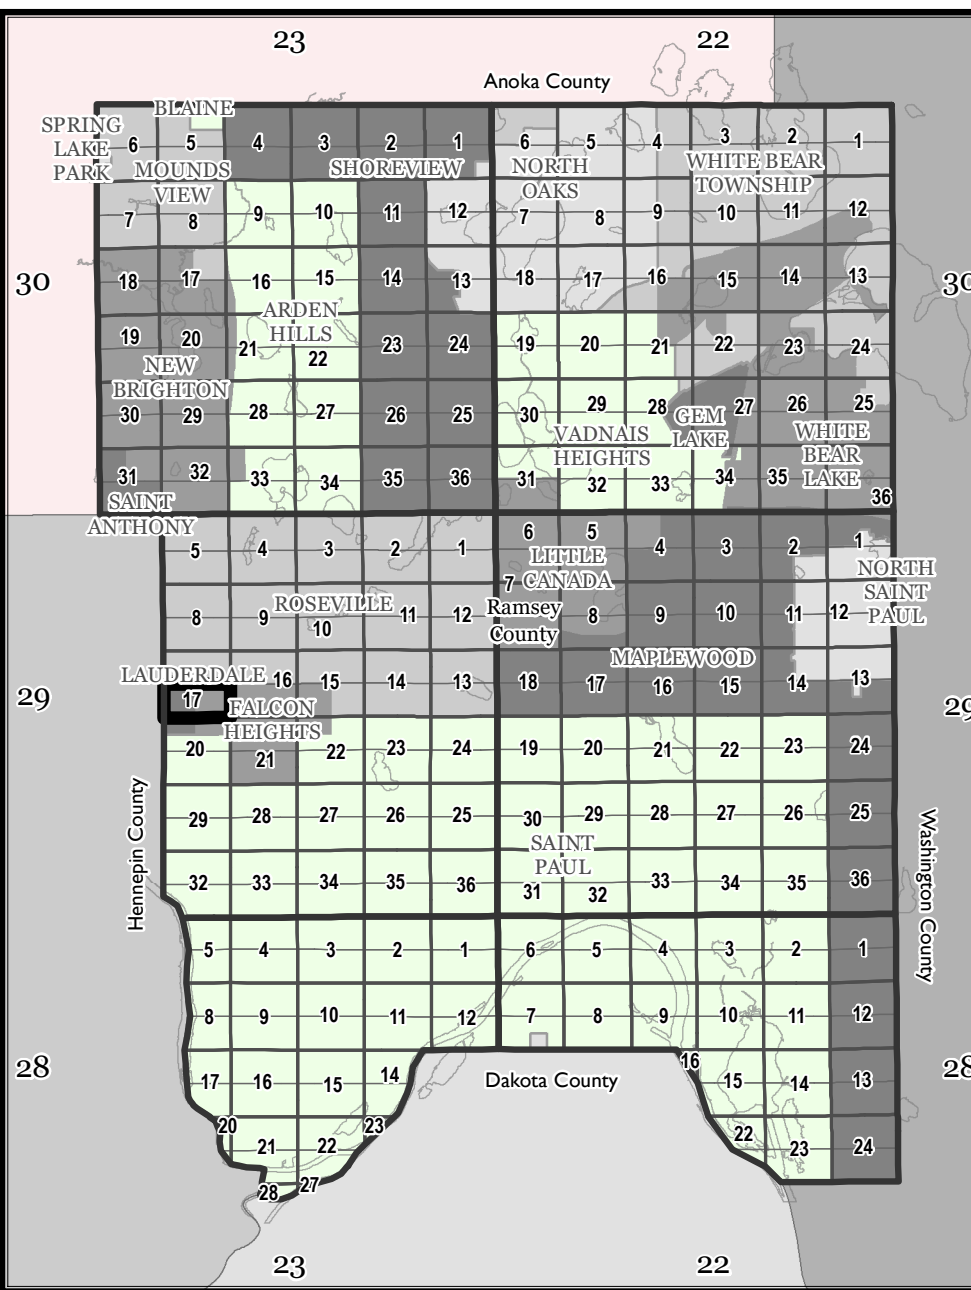 23 22
Anoka County
BLAINE
SPRING
LAKE
PARK
6 5 4 3 2 1 6 5 4 3 2 1
MOUNDS
VIEW
SHOREVIEW
NORTH
OAKS
WHITE BEAR
TOWNSHIP
7 8 9 10 11 12 7 8 9 10 11 12
30 18 17 16 15 14 13 18 17 16 15 14 13 30
ARDEN
HILLS
19 20 21 22 23 24 19 20 21 22 23 24
NEW
BRIGHTON
30 29 28 27 26 25 30 29 28 27 26 25
GEM
LAKE
VADNAIS
HEIGHTS
WHITE
BEAR
LAKE
31 32 33 34 35 36 31 32 33 34 35 36
SAINT
ANTHONY
5 4 3 2 1 6 5 4 3 2 1
LITTLE
CANADA
NORTH
SAINT
PAUL
8 9 10 11 12 7 8 9 10 11 12
ROSEVILLE
Ramsey
County
MAPLEWOOD
LAUDERDALE
29 17 16 15 14 13 18 17 16 15 14 13 29
FALCON
HEIGHTS
20 21 22 23 24 19 20 21 22 23 24
29 28 27 26 25 30 29 28 27 26 25
SAINT
PAUL
32 33 34 35 36 31 32 33 34 35 36
Hennepin County
Washington County
5 4 3 2 1 6 5 4 3 2 1
8 9 10 11 12 7 8 9 10 11 12
28 17 16 15 14 16 15 14 13 28
Dakota County
20 21 22 23 22 23 24
28 27
23 22